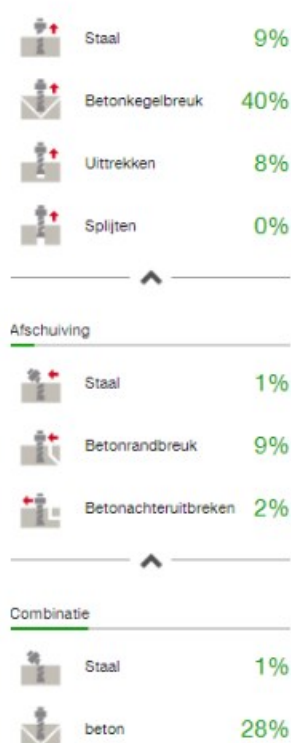 Staal 9%
Betonkegelbreuk 40%
Uittrekken 8%
Splijten 0%
Afschuiving
Staal 1%
Betonrandbreuk 9%
Betonachteruitbreken 2%
Combinatie
Staal 1%
beton 28%